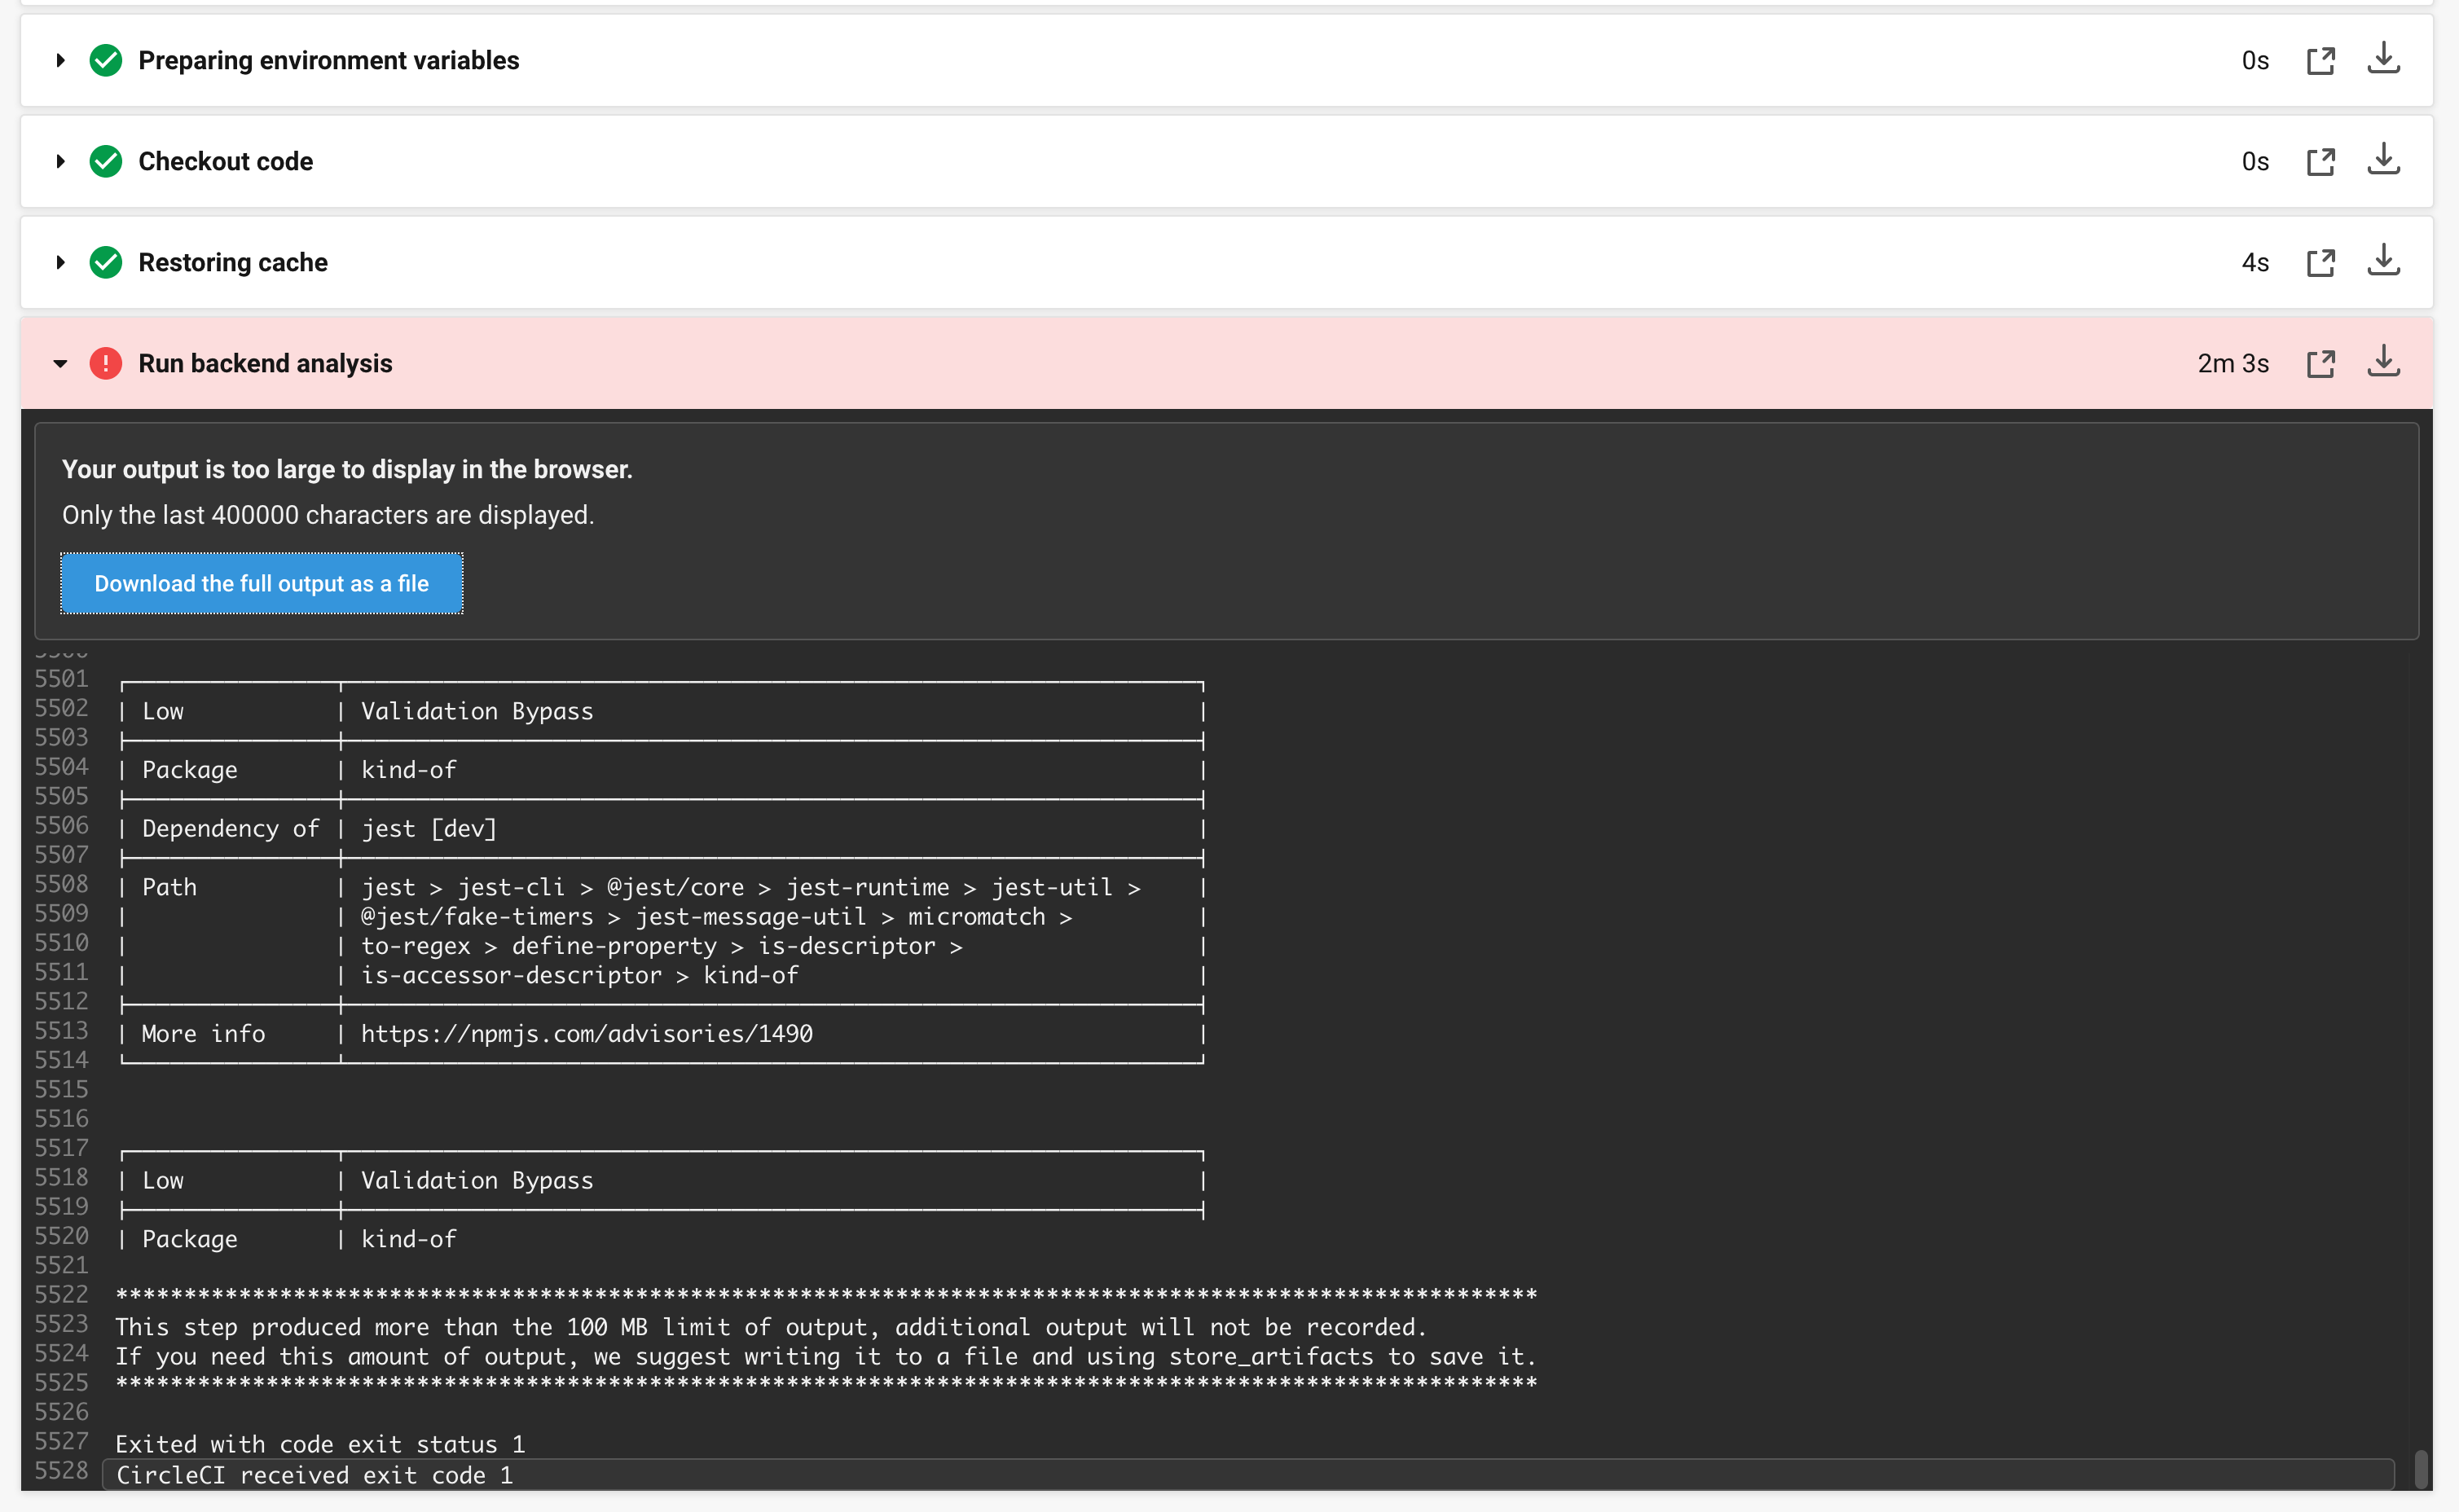 Preparing environment variables 0s
Checkout code 0s
Restoring cache 4s
Run backend analysis 2m 3s
Your output is too large to display in the browser.
Only the last 400000 characters are displayed.
Download the full output as a file
5501
5502 | Low | Validation Bypass |
5503
5504 | Package | kind-of |
5505
5506 | Dependency of | jest [dev] |
5507
5508 | Path | jest > jest-cli > @jest/core > jest-runtime > jest-util > |
5509 | | @jest/fake-timers > jest-message-util > micromatch > |
5510 | | to-regex > define-property > is-descriptor > |
5511 | | is-accessor-descriptor > kind-of |
5512
5513 | More info | https://npmjs.com/advisories/1490 |
5514
5515
5516
5517
5518 | Low | Validation Bypass |
5519
5520 | Package | kind-of
5521
5522 ********************************************************************************************************
5523 This step produced more than the 100 MB limit of output, additional output will not be recorded.
5524 If you need this amount of output, we suggest writing it to a file and using store_artifacts to save it.
5525 ********************************************************************************************************
5526
5527 Exited with code exit status 1
5528 CircleCI received exit code 1